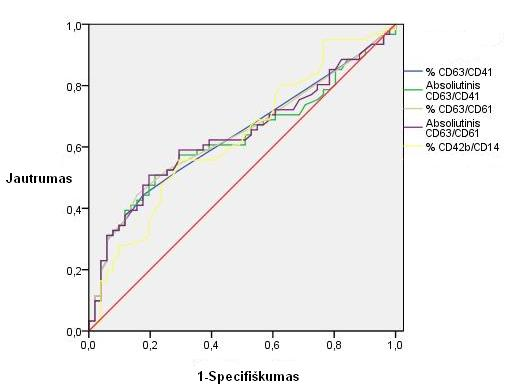 1,0
0,8
0,6
0,4
0,2
0,0
Jautrumas
0,0 0,2 0,4 0,6 0,8 1,0
1-Specifiškumas
% CD63/CD41
Absoliutinis
CD63/CD41
% CD63/CD61
Absoliutinis
CD63/CD61
% CD42b/CD14